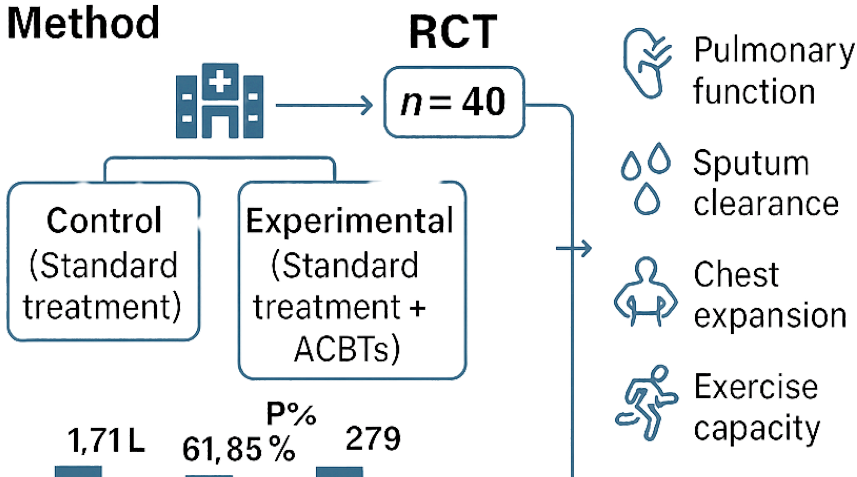 Method
RCT
n = 40
Control
(Standard
treatment)
Experimental
(Standard
treatment +
ACBTs)
Pulmonary
function
Sputum
clearance
Chest
expansion
Exercise
capacity
P%
1,71 L
61,85 %
279